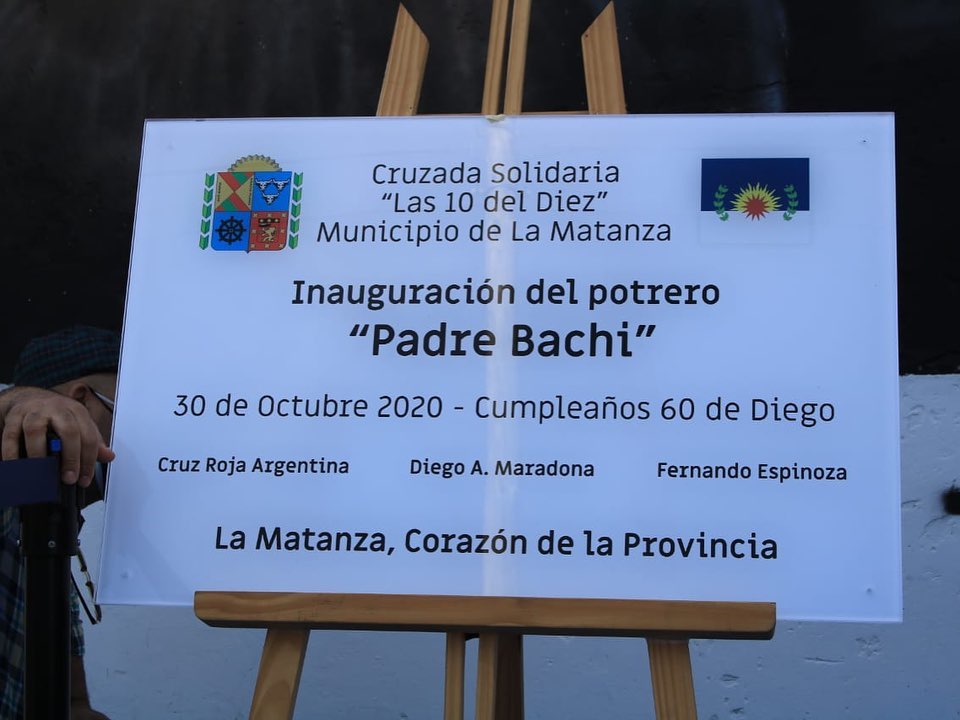 Cruzada Solidaria
“Las 10 del Diez”
Municipio de La Matanza
Inauguración del potrero
“Padre Bachi”
30 de Octubre 2020 - Cumpleaños 60 de Diego
Cruz Roja Argentina Diego A. Maradona Fernando Espinoza
La Matanza, Corazón de la Provincia